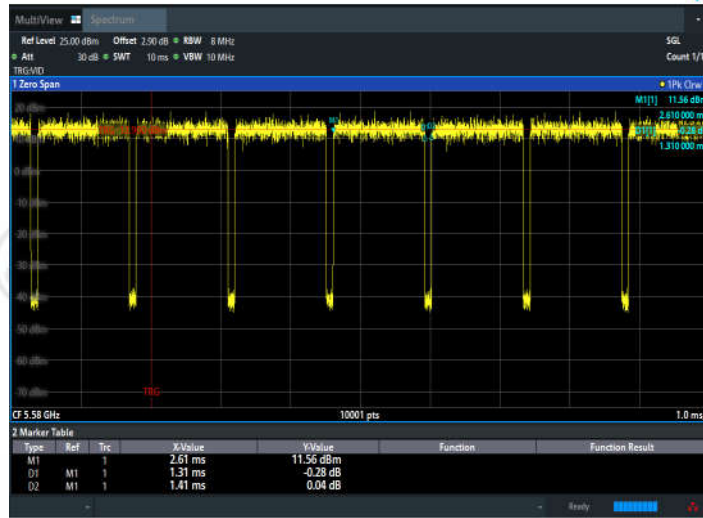 MultiView Spectrum
Ref Level 25.00 dBm Offset 2.90 dB RBW 8 MHz SGL
Att 30 dB SWT 10 ms VBW 10 MHz Count 1/1
TRG:VID
1 Zero Span 1Pk Clrw
M1[1] 11.56 dBm
2.610 000 m
20 dBm
M1
D1[1] -0.28 d
1.310 000 m
0 dBm
-10 dBm
-20 dBm
-30 dBm
-40 dBm
-50 dBm
-60 dBm
-70 dBm
TRG
CF 5.58 GHz 10001 pts 1.0 ms
2 Marker Table
Type Ref Trc X-Value Y-Value Function Function Result
M1 1 2.61 ms 11.56 dBm
D1 M1 1 1.31 ms -0.28 dB
D2 M1 1 1.41 ms 0.04 dB
Ready